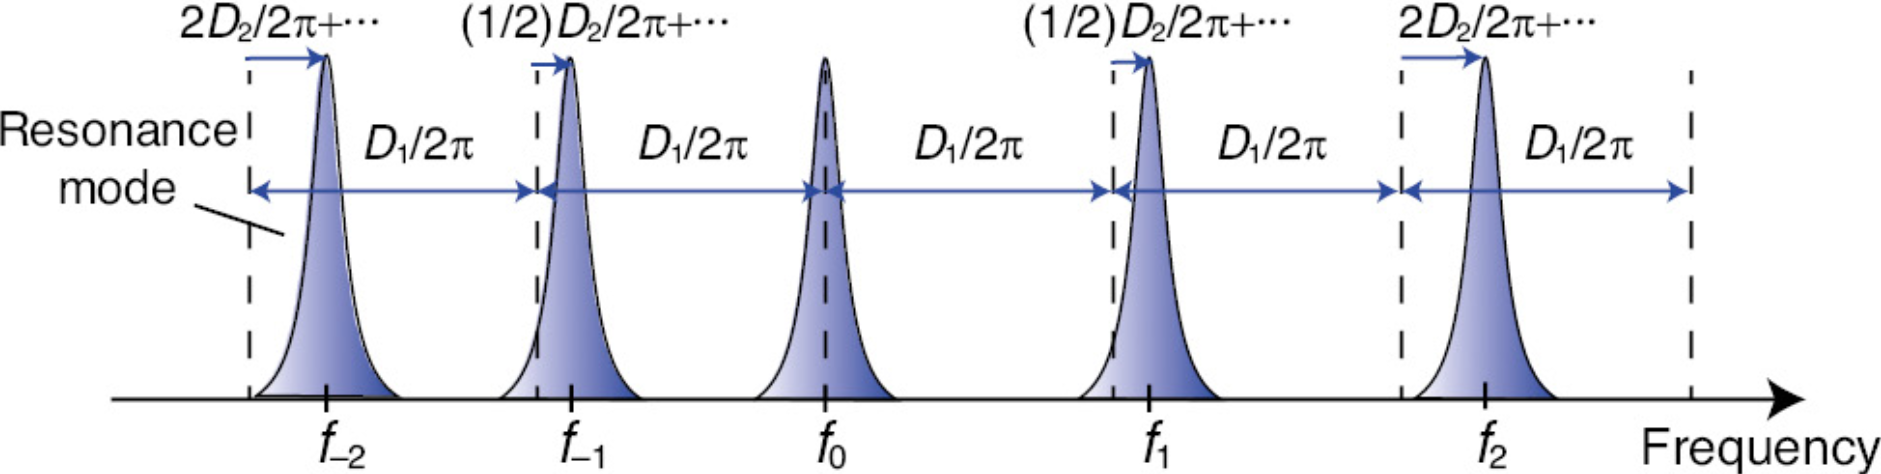 2D₂/2π+··· (1/2)D₂/2π+··· (1/2)D₂/2π+··· 2D₂/2π+···
Resonance
mode
D₁/2π D₁/2π D₁/2π D₁/2π D₁/2π
f₋₂ f₋₁ f₀ f₁ f₂ Frequency